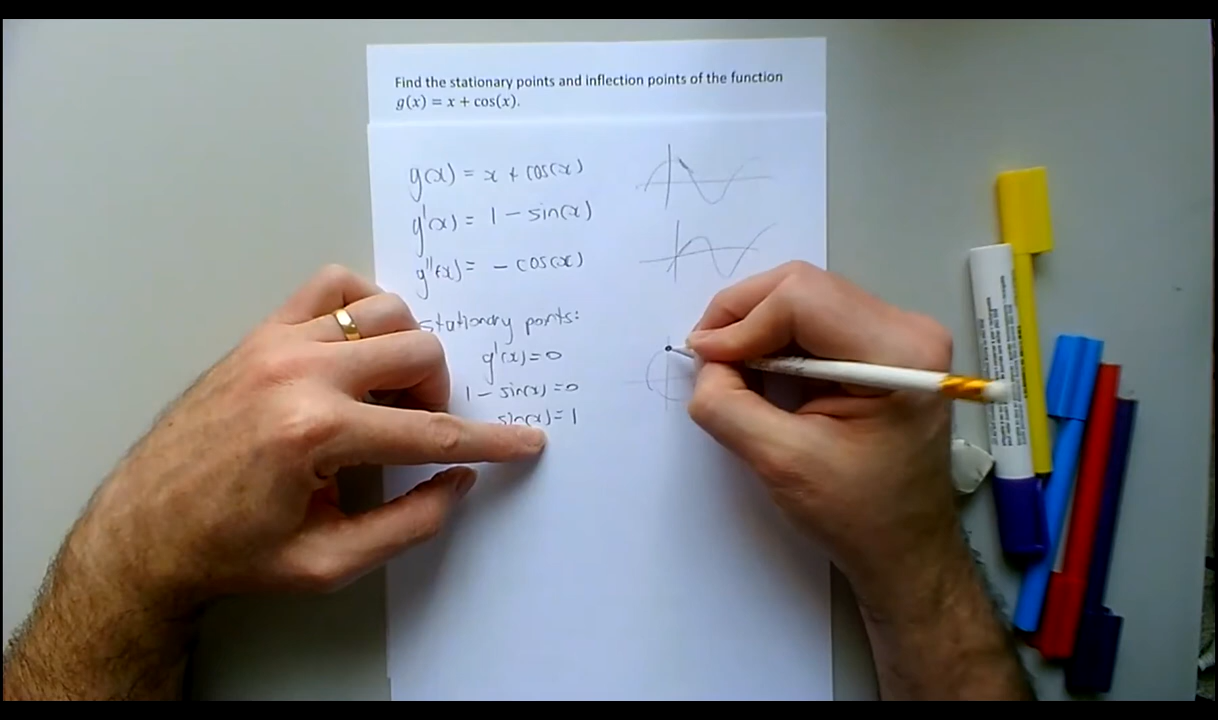 Find the stationary points and inflection points of the function
g(x) = x + cos(x).
g(x) = x + cos(x)
g'(x) = 1 - sin(x)
g''(x) = - cos(x)
stationary points:
g'(x) = 0
1 - sin(x) = 0
sin(x) = 1